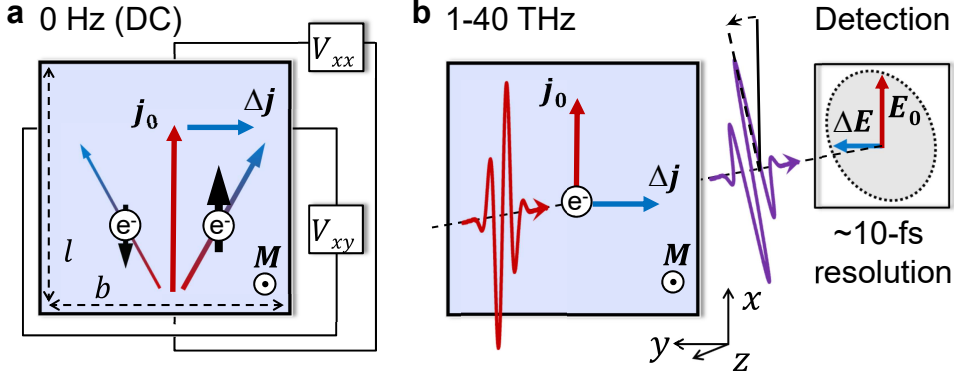 a 0 Hz (DC)
V_xx
j_0 Δj
e- e-
V_xy
l
M
b
b 1-40 THz
Detection
j_0
E_0
ΔE
e-
Δj
~10-fs
resolution
M
x
y
z